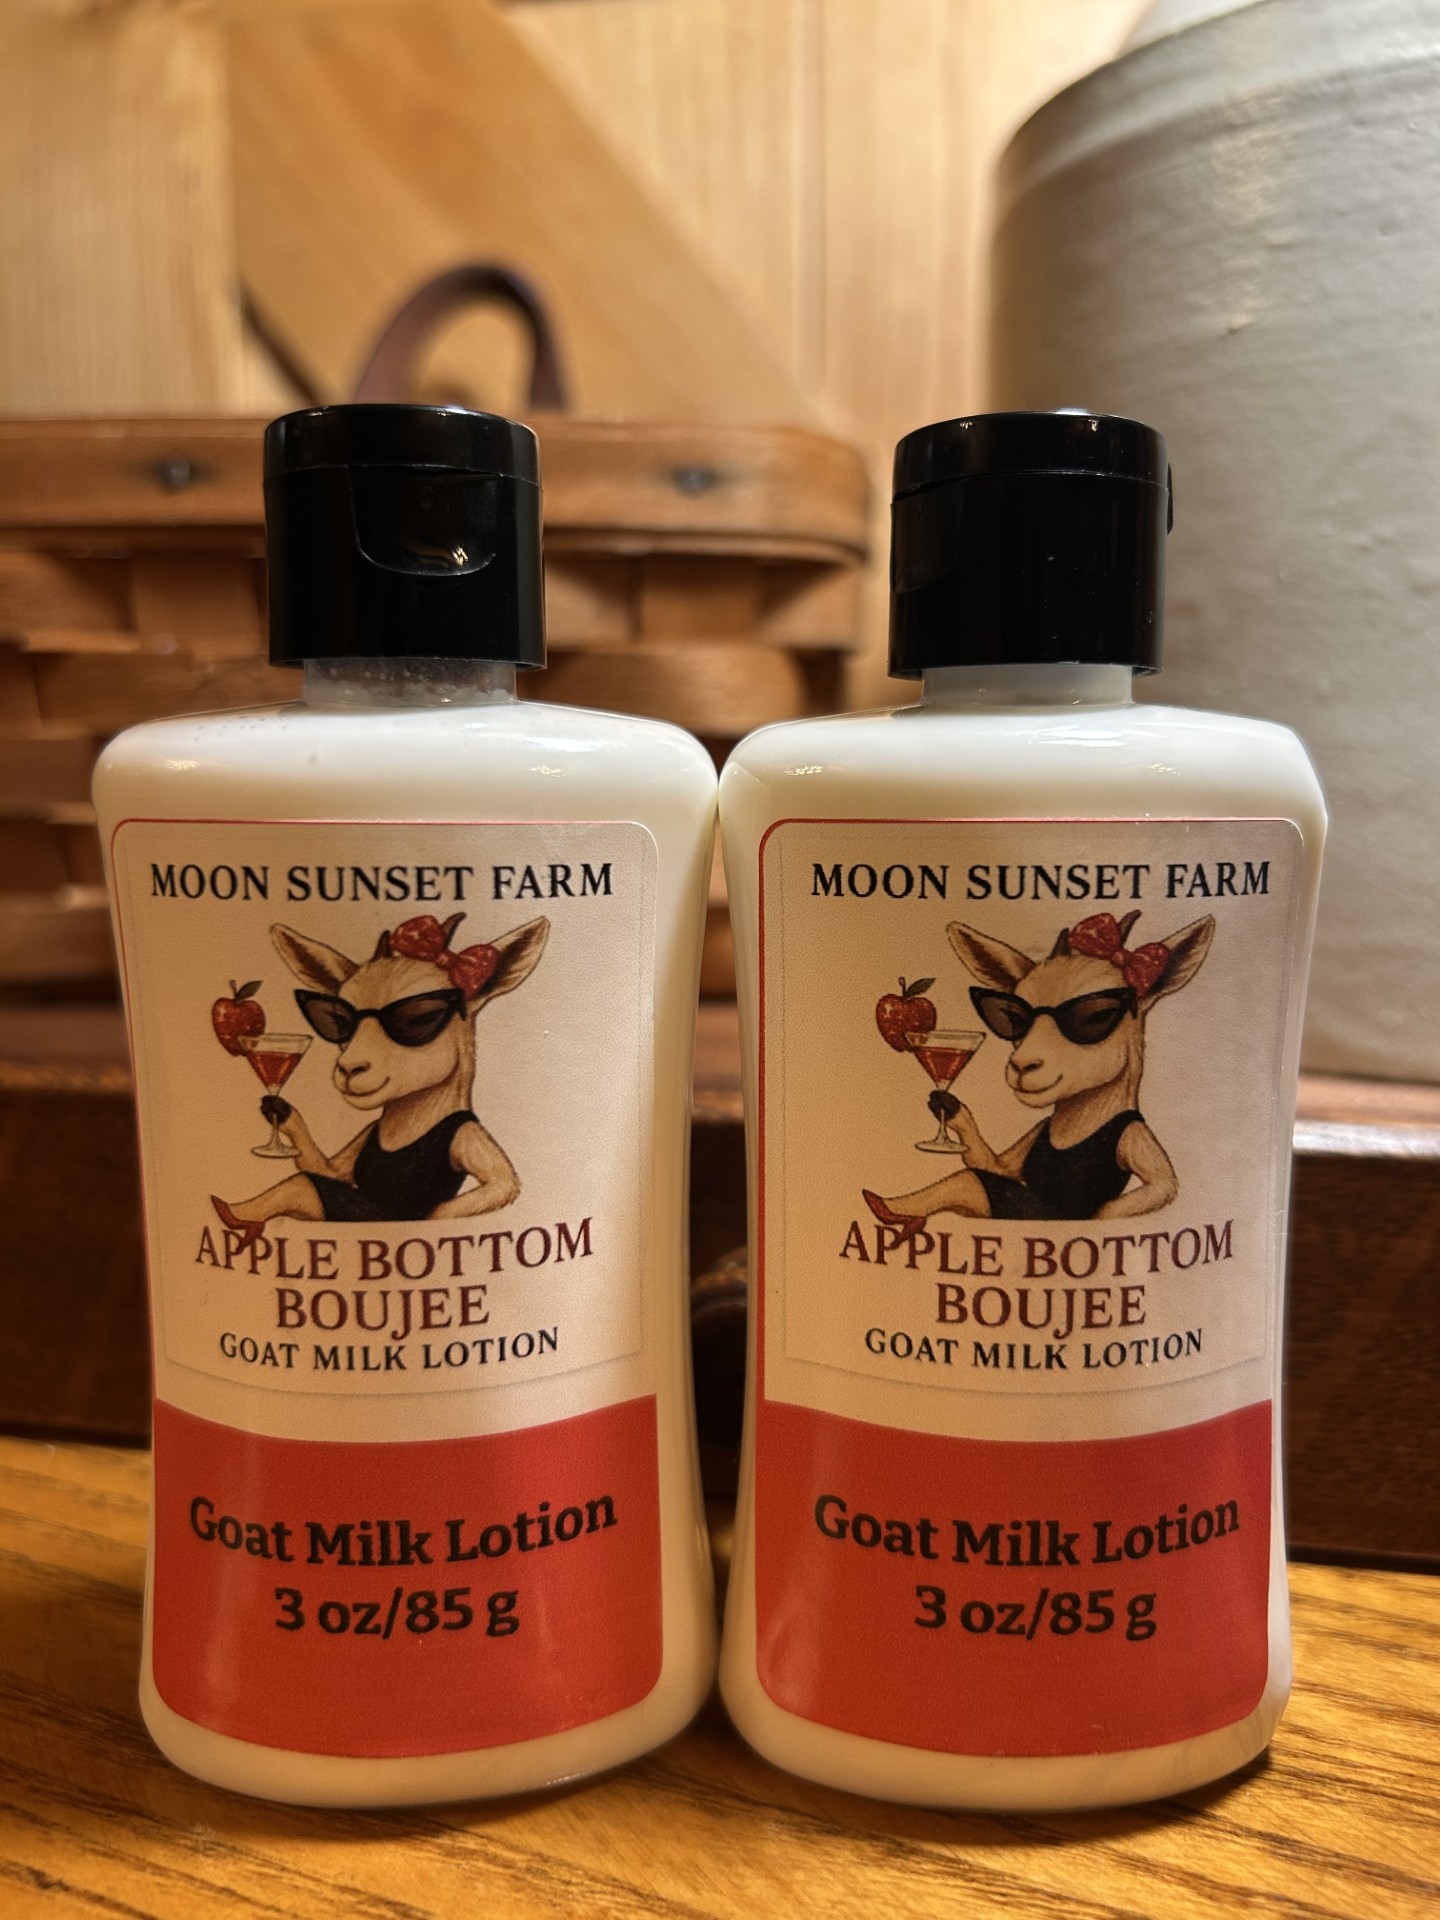 MOON SUNSET FARM
APPLE BOTTOM
BOUJEE
GOAT MILK LOTION
Goat Milk Lotion
3 oz/85 g
MOON SUNSET FARM
APPLE BOTTOM
BOUJEE
GOAT MILK LOTION
Goat Milk Lotion
3 oz/85 g